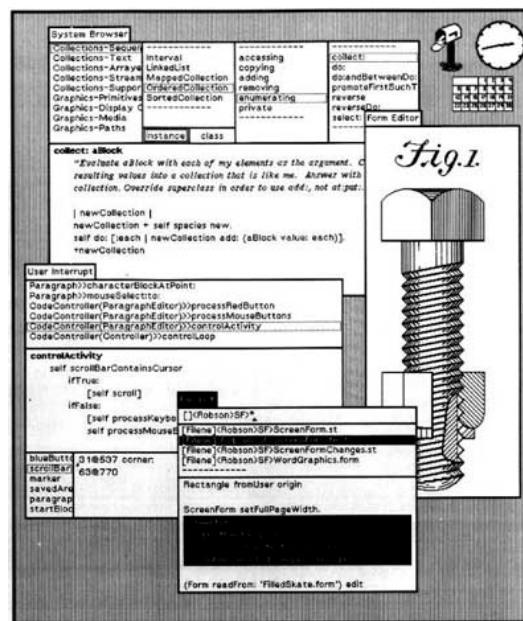 System Browser
Collections-Sequen
Collections-Text
Collections-Arraye
Collections-Stream
Collections-Suppor
Graphics-Primitives
Graphics-Display O
Graphics-Media
Graphics-Paths
Interval
LinkedList
MappedCollection
OrderedCollection
SortedCollection
instance class
accessing
copying
adding
removing
enumerating
private
collect:
do:
do:andBetweenDo:
promoteFirstSuchT
reverse
reverseDo:
select:
Form Editor
Fig. 1.
collect: aBlock
"Evaluate aBlock with each of my elements as the argument. C
resulting values into a collection that is like me. Answer with
collection. Override superclass in order to use add:, not at:put:.
| newCollection |
newCollection ← self species new.
self do: [:each | newCollection add: (aBlock value: each)].
↑newCollection
User Interrupt
Paragraph>>characterBlockAtPoint:
Paragraph>>mouseSelect:to:
CodeController(ParagraphEditor)>>processRedButton
CodeController(ParagraphEditor)>>processMouseButtons
CodeController(ParagraphEditor)>>controlActivity
CodeController(Controller)>>controlLoop
controlActivity
self scrollBarContainsCursor
ifTrue:
[self scroll]
ifFalse:
[self processKeybo
self processMouseB
blueButto
scrollBar
marker
savedAre
paragrap
startBloc
31@537 corner:
63@770
[]<Robson>SF>*
[Filene]<Robson>SF>ScreenForm.st
[Filene]<Robson>SF>ScreenFormChanges.st
[Filene]<Robson>SF>WordGraphics.form
Rectangle fromUser origin
ScreenForm setFullPageWidth.
(Form readFrom: 'FilledSkate.form') edit